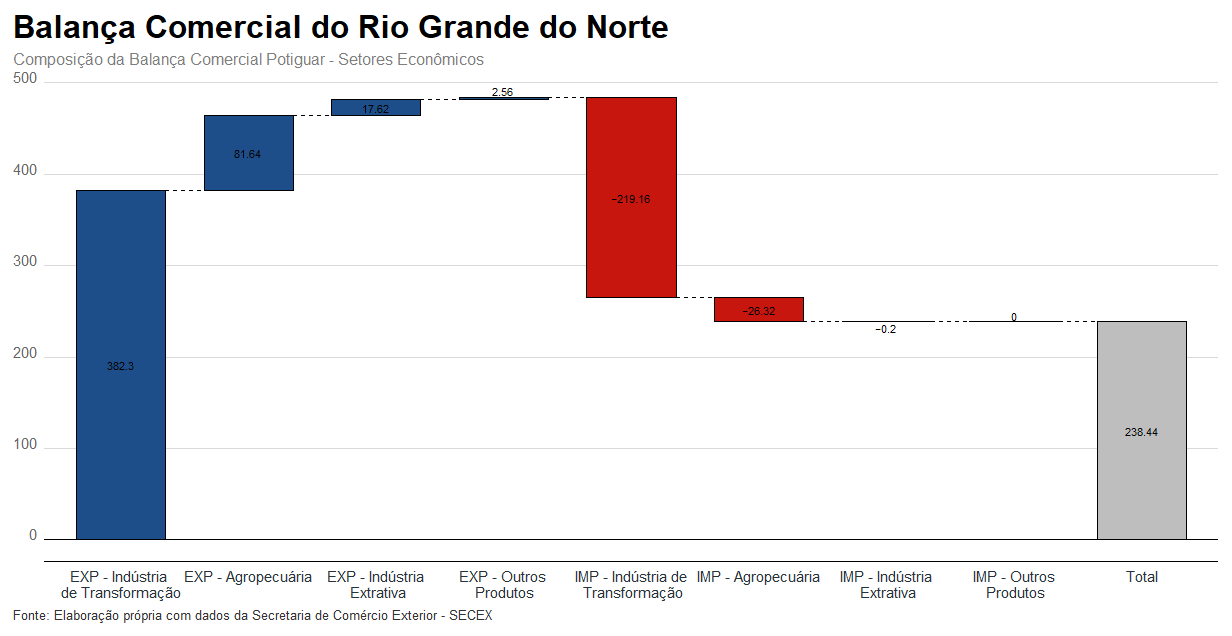 Balança Comercial do Rio Grande do Norte
Composição da Balança Comercial Potiguar - Setores Econômicos
500
400
300
200
100
0
382.3
81.64
17.62
2.56
−219.16
−26.32
−0.2
0
238.44
EXP - Indústria
de Transformação
EXP - Agropecuária
EXP - Indústria
Extrativa
EXP - Outros
Produtos
IMP - Indústria de
Transformação
IMP - Agropecuária
IMP - Indústria
Extrativa
IMP - Outros
Produtos
Total
Fonte: Elaboração própria com dados da Secretaria de Comércio Exterior - SECEX